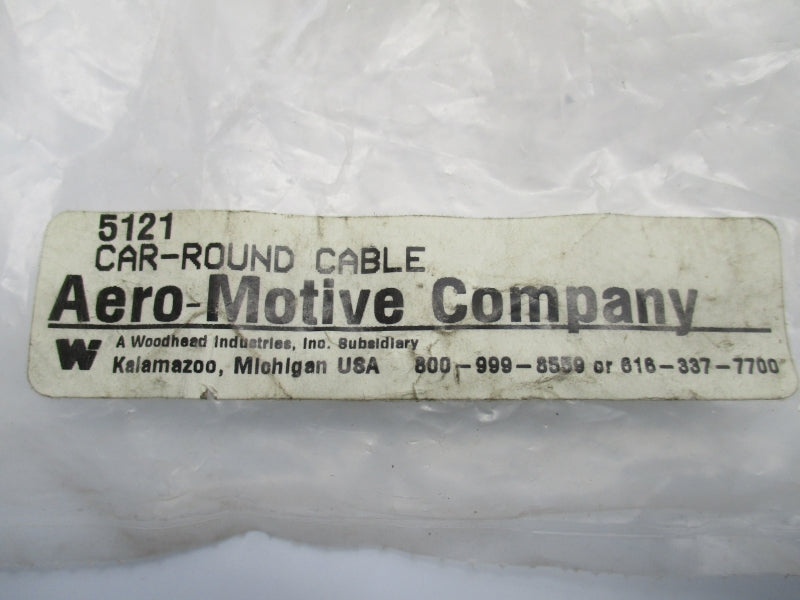 5121
CAR-ROUND CABLE
Aero-Motive Company
W A Woodhead Industries, Inc. Subsidiary
Kalamazoo, Michigan USA 800-999-8559 or 616-337-7700